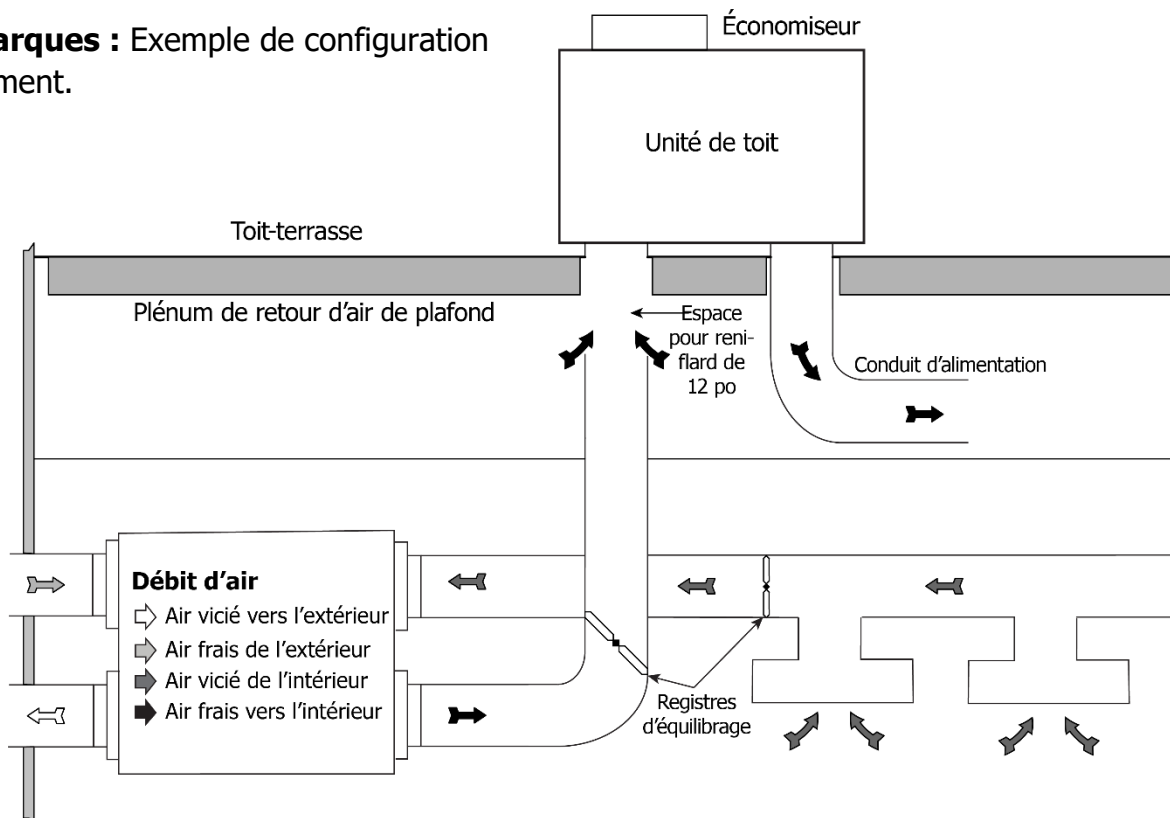 arques : Exemple de configuration
ment.
Économiseur
Unité de toit
Toit-terrasse
Plénum de retour d'air de plafond
Espace
pour reni-
flard de
12 po
Conduit d'alimentation
Débit d'air
Air vicié vers l'extérieur
Air frais de l'extérieur
Air vicié de l'intérieur
Air frais vers l'intérieur
Registres
d'équilibrage